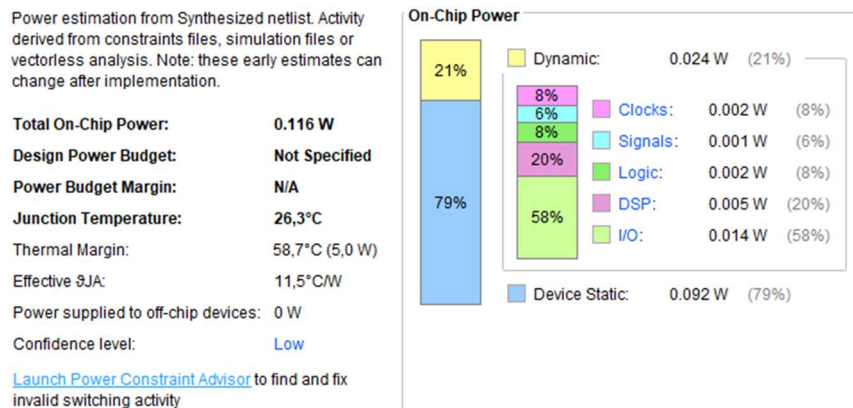 Power estimation from Synthesized netlist. Activity
derived from constraints files, simulation files or
vectorless analysis. Note: these early estimates can
change after implementation.
Total On-Chip Power: 0.116 W
Design Power Budget: Not Specified
Power Budget Margin: N/A
Junction Temperature: 26,3°C
Thermal Margin: 58,7°C (5,0 W)
Effective ϑJA: 11,5°C/W
Power supplied to off-chip devices: 0 W
Confidence level: Low
Launch Power Constraint Advisor to find and fix
invalid switching activity
On-Chip Power
21%
79%
Dynamic: 0.024 W (21%)
8%
6%
8%
20%
58%
Clocks: 0.002 W (8%)
Signals: 0.001 W (6%)
Logic: 0.002 W (8%)
DSP: 0.005 W (20%)
I/O: 0.014 W (58%)
Device Static: 0.092 W (79%)